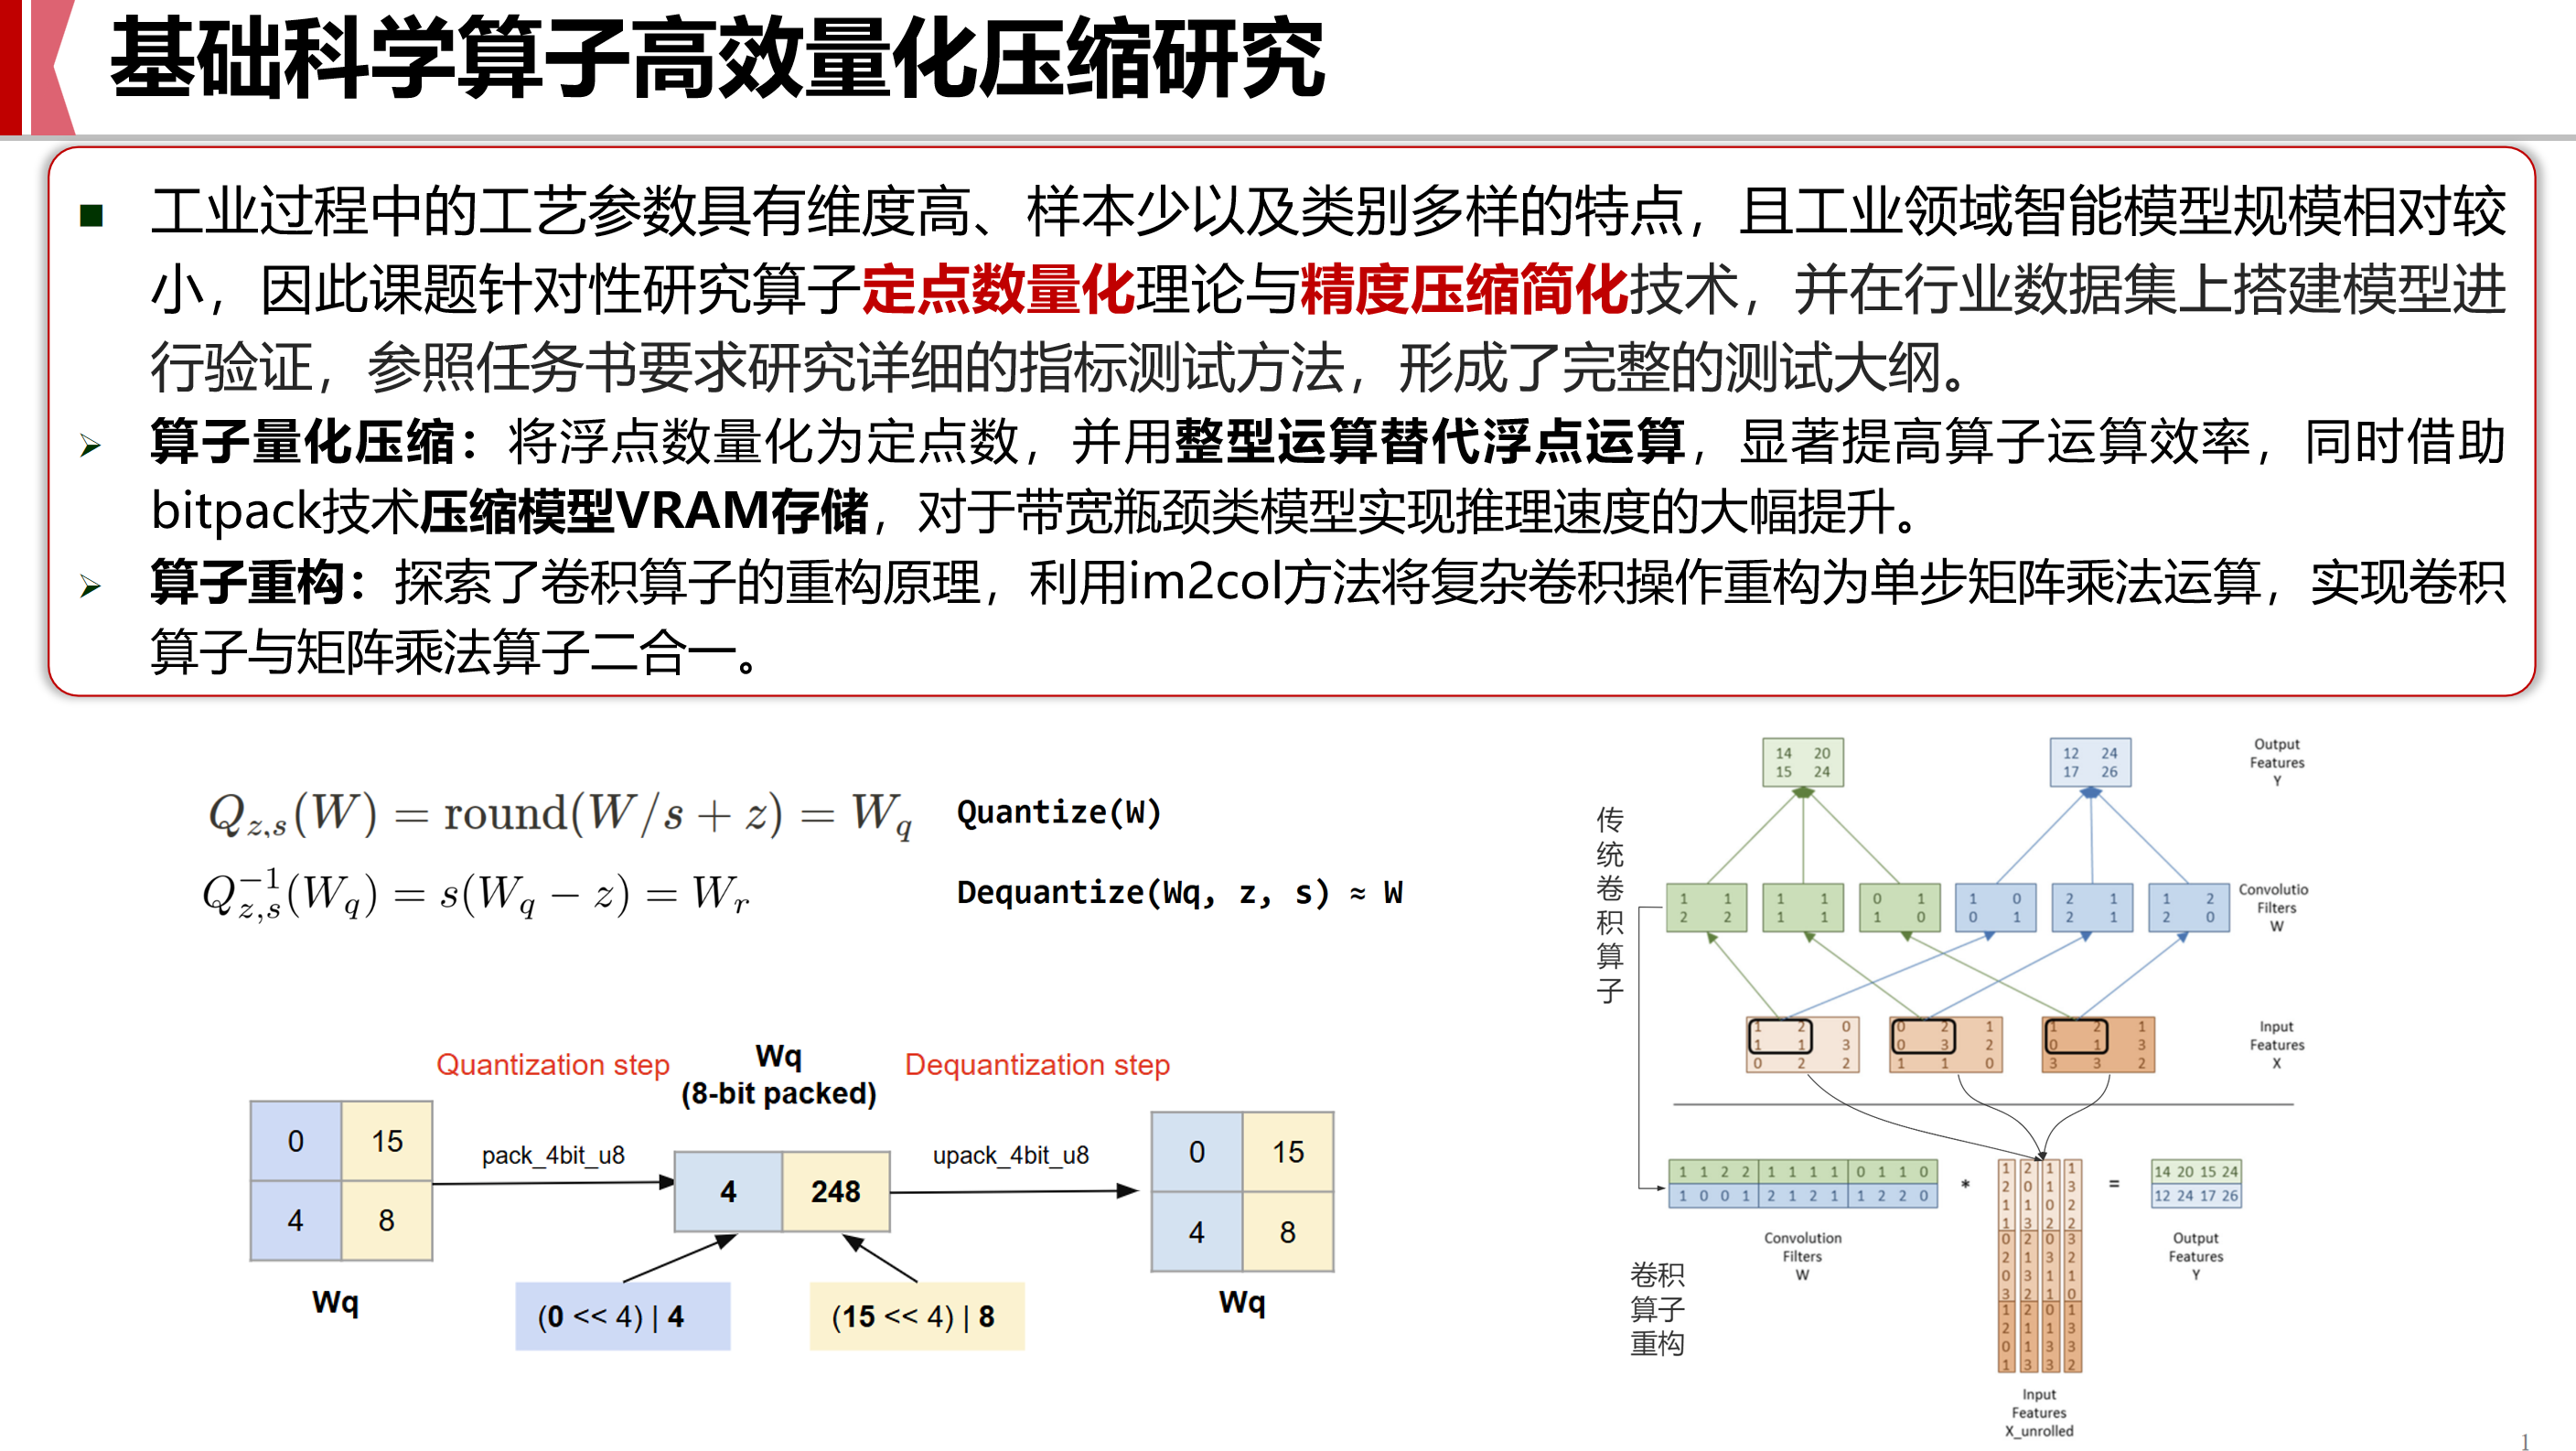 基础科学算子高效量化压缩研究
■ 工业过程中的工艺参数具有维度高、样本少以及类别多样的特点，且工业领域智能模型规模相对较
小，因此课题针对性研究算子定点数量化理论与精度压缩简化技术，并在行业数据集上搭建模型进
行验证，参照任务书要求研究详细的指标测试方法，形成了完整的测试大纲。
➢ 算子量化压缩：将浮点数量化为定点数，并用整型运算替代浮点运算，显著提高算子运算效率，同时借助
bitpack技术压缩模型VRAM存储，对于带宽瓶颈类模型实现推理速度的大幅提升。
➢ 算子重构：探索了卷积算子的重构原理，利用im2col方法将复杂卷积操作重构为单步矩阵乘法运算，实现卷积
算子与矩阵乘法算子二合一。
Q_{z,s}(W) = round(W/s + z) = W_q Quantize(W)
Q_{z,s}^{-1}(W_q) = s(W_q − z) = W_r Dequantize(Wq, z, s) ≈ W
Quantization step
Wq
(8-bit packed)
Dequantization step
0 15
4 8
Wq
pack_4bit_u8
4 248
upack_4bit_u8
0 15
4 8
Wq
(0 << 4) | 4
(15 << 4) | 8
传统卷积算子
14 20
15 24
12 24
17 26
Output
Features
Y
1 1
2 2
1 1
1 1
0 1
1 0
1 0
0 1
2 1
2 1
1 2
2 0
Convolutio
Filters
W
1 2 0
1 1 3
0 2 2
0 2 1
0 3 2
1 1 0
1 2 1
0 1 3
3 3 2
Input
Features
X
卷积
算子
重构
1 1 2 2 1 1 1 1 0 1 1 0
1 0 0 1 2 1 2 1 1 2 2 0
Convolution
Filters
W
*
1 2 1 1
2 0 1 3
1 1 0 2
1 3 2 2
0 2 0 3
2 1 3 2
0 3 1 1
3 2 1 0
1 2 0 1
2 1 1 3
0 1 3 3
1 3 3 2
Input
Features
X_unrolled
=
14 20 15 24
12 24 17 26
Output
Features
Y
1